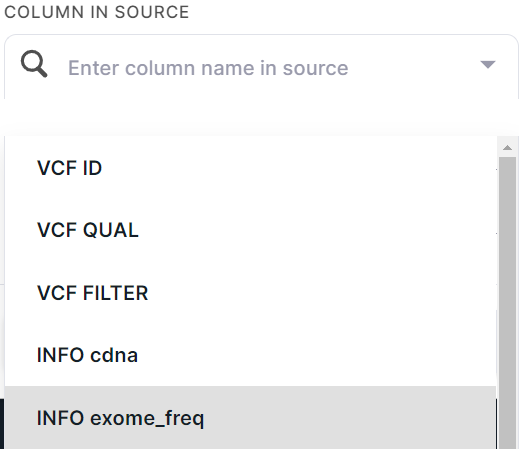 COLUMN IN SOURCE
Enter column name in source
VCF ID
VCF QUAL
VCF FILTER
INFO cdna
INFO exome_freq